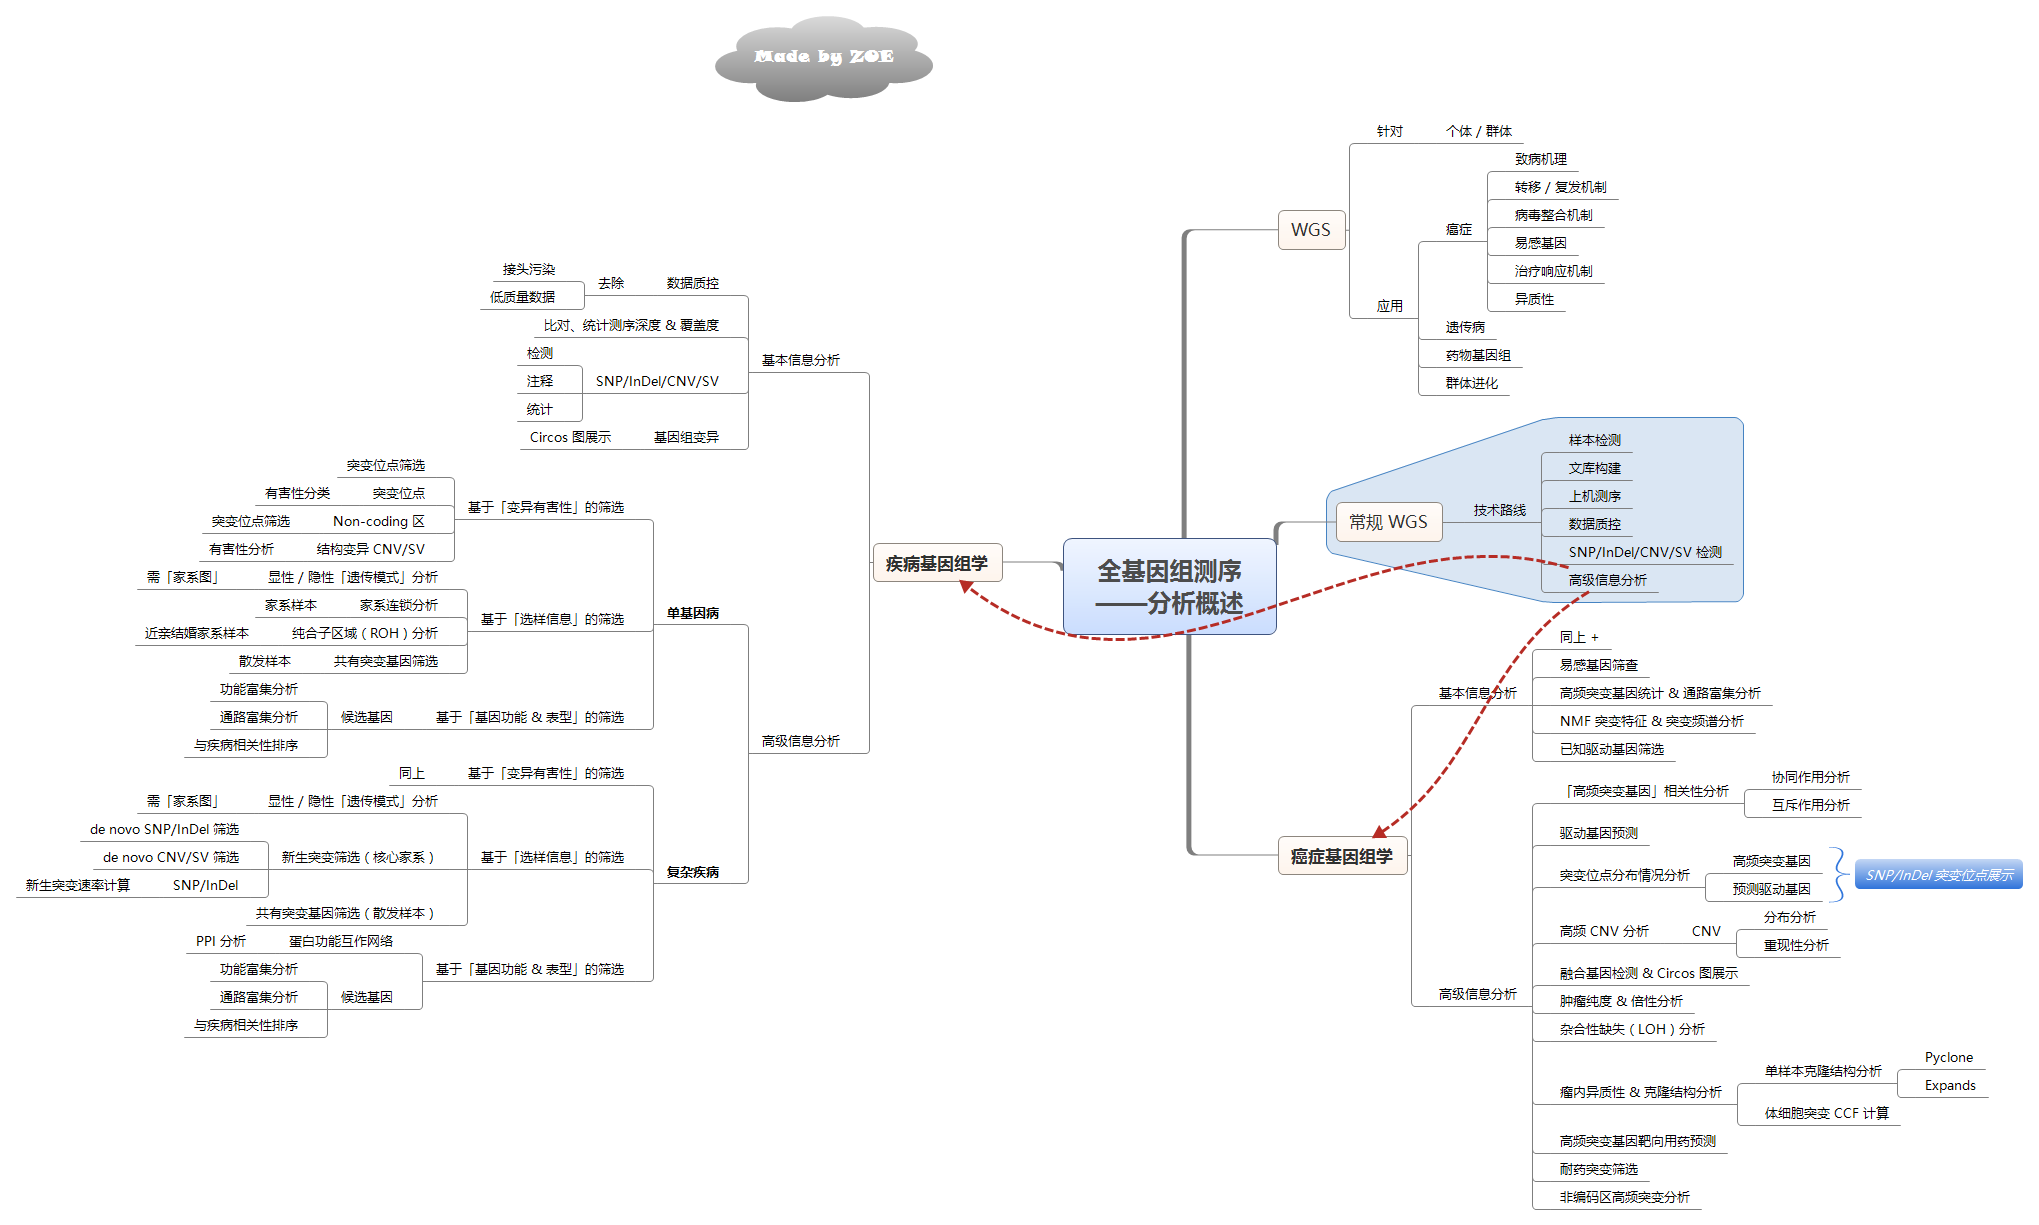 Made by ZOE
全基因组测序
——分析概述
WGS
针对
个体 / 群体
应用
癌症
致病机理
转移 / 复发机制
病毒整合机制
易感基因
治疗响应机制
异质性
遗传病
药物基因组
群体进化
常规 WGS
技术路线
样本检测
文库构建
上机测序
数据质控
SNP/InDel/CNV/SV 检测
高级信息分析
癌症基因组学
基本信息分析
同上 +
易感基因筛查
高频突变基因统计 & 通路富集分析
NMF 突变特征 & 突变频谱分析
已知驱动基因筛选
高级信息分析
「高频突变基因」相关性分析
协同作用分析
互斥作用分析
驱动基因预测
突变位点分布情况分析
高频突变基因
预测驱动基因
SNP/InDel 突变位点展示
高频 CNV 分析
CNV
分布分析
重现性分析
融合基因检测 & Circos 图展示
肿瘤纯度 & 倍性分析
杂合性缺失（LOH）分析
瘤内异质性 & 克隆结构分析
单样本克隆结构分析
Pyclone
Expands
体细胞突变 CCF 计算
高频突变基因靶向用药预测
耐药突变筛选
非编码区高频突变分析
疾病基因组学
基本信息分析
数据质控
去除
接头污染
低质量数据
比对、统计测序深度 & 覆盖度
SNP/InDel/CNV/SV
检测
注释
统计
基因组变异
Circos 图展示
高级信息分析
单基因病
基于「变异有害性」的筛选
突变位点筛选
突变位点
有害性分类
Non-coding 区
突变位点筛选
结构变异 CNV/SV
有害性分析
基于「选样信息」的筛选
显性 / 隐性「遗传模式」分析
需「家系图」
家系连锁分析
家系样本
纯合子区域（ROH）分析
近亲结婚家系样本
共有突变基因筛选
散发样本
基于「基因功能 & 表型」的筛选
候选基因
功能富集分析
通路富集分析
与疾病相关性排序
复杂疾病
基于「变异有害性」的筛选
同上
基于「选样信息」的筛选
显性 / 隐性「遗传模式」分析
需「家系图」
新生突变筛选（核心家系）
de novo SNP/InDel 筛选
de novo CNV/SV 筛选
SNP/InDel
新生突变速率计算
共有突变基因筛选（散发样本）
基于「基因功能 & 表型」的筛选
蛋白功能互作网络
PPI 分析
候选基因
功能富集分析
通路富集分析
与疾病相关性排序